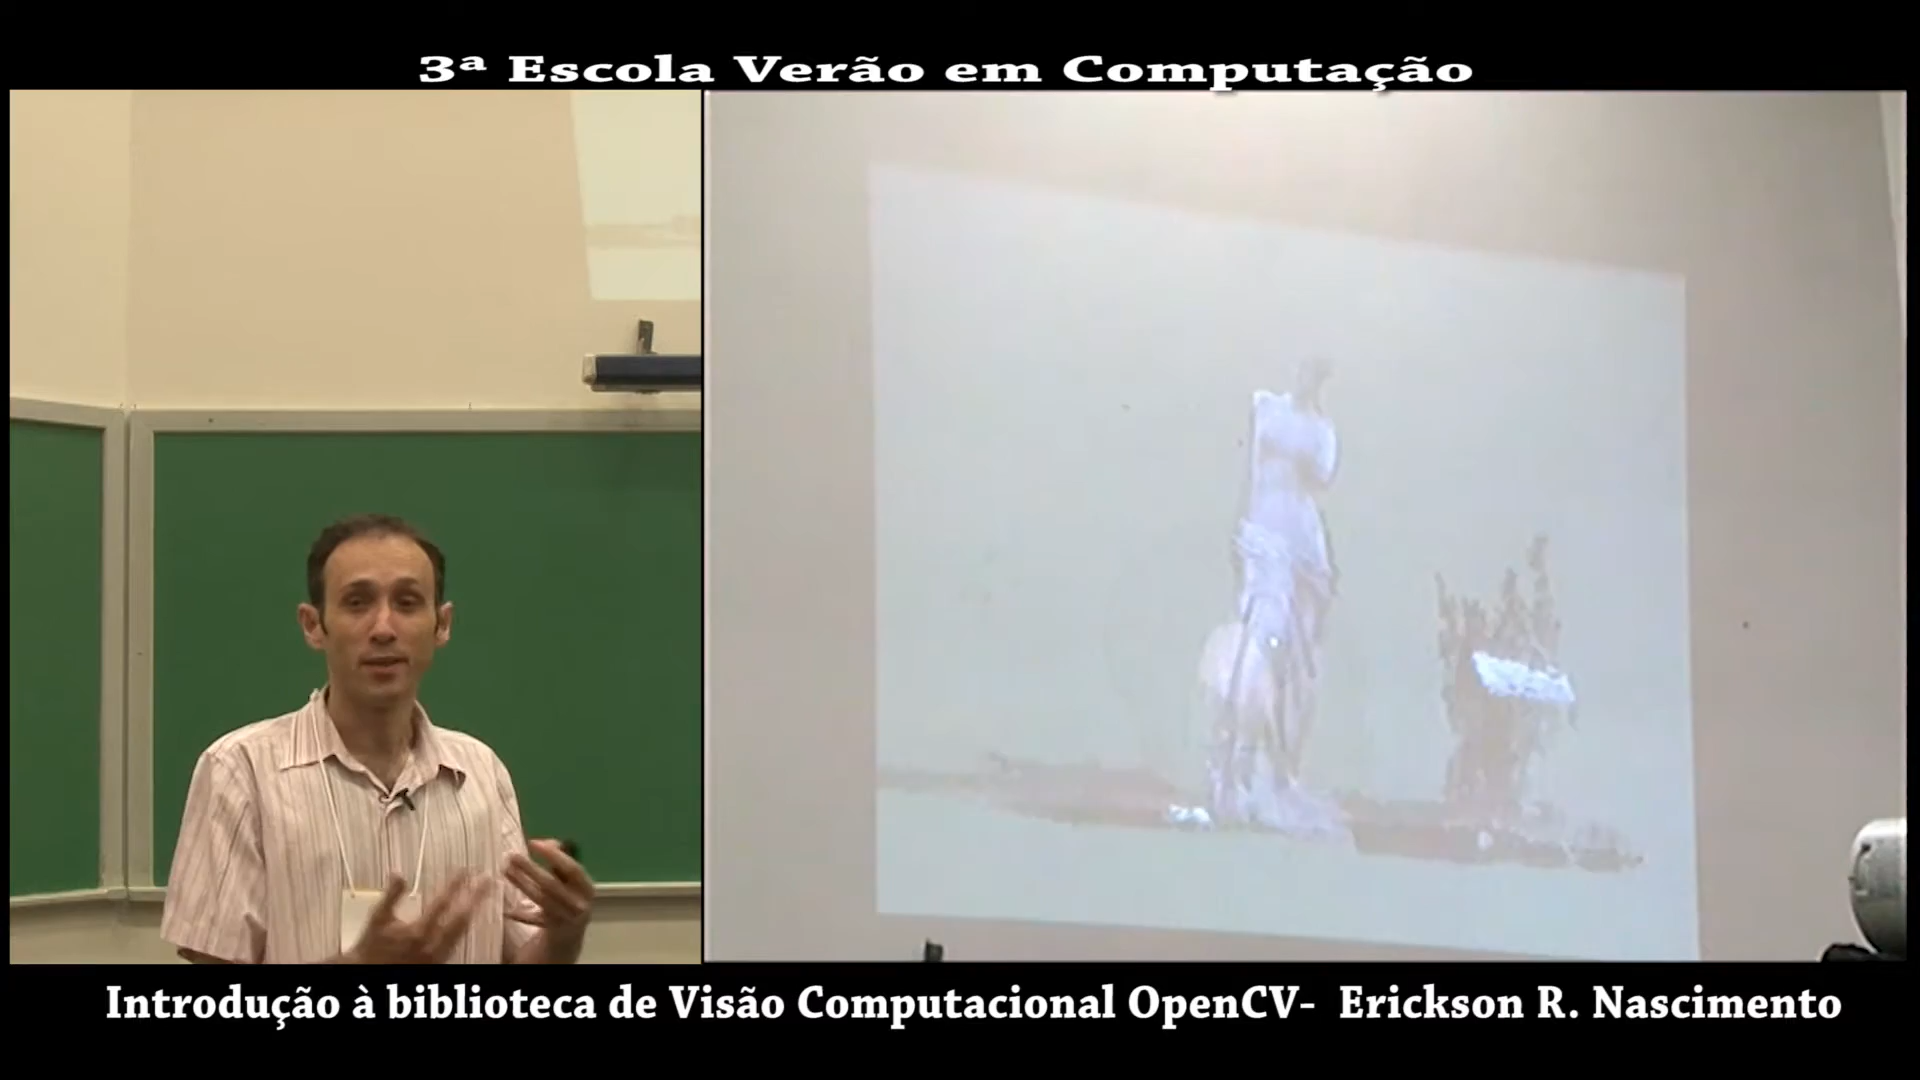 3ª Escola Verão em Computação
Introdução à biblioteca de Visão Computacional OpenCV- Erickson R. Nascimento